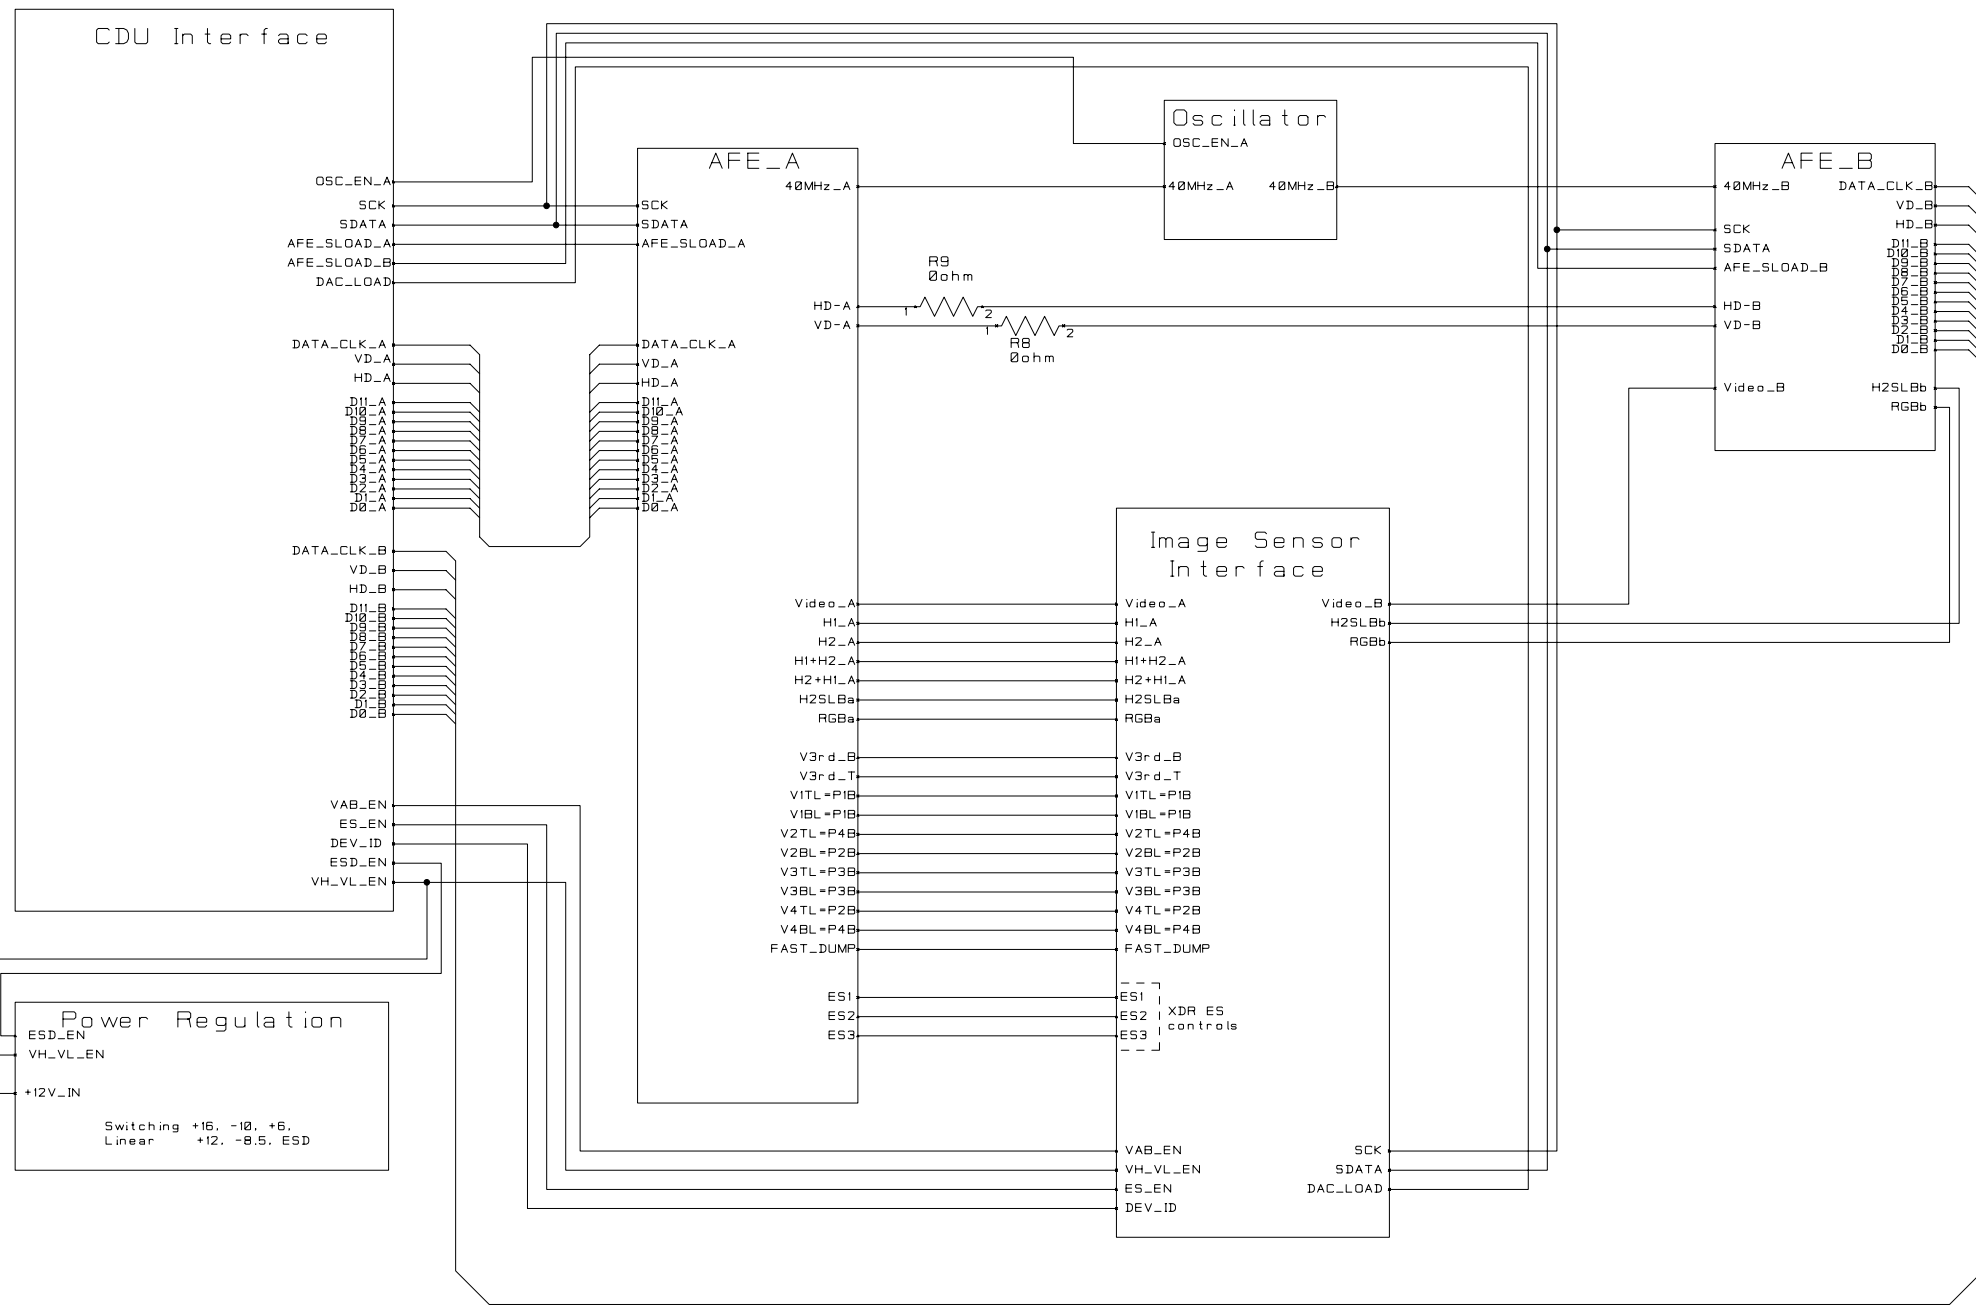 CDU Interface
OSC_EN_A
SCK
SDATA
AFE_SLOAD_A
AFE_SLOAD_B
DAC_LOAD
DATA_CLK_A
VD_A
HD_A
D11_A
D10_A
D9_A
D8_A
D7_A
D6_A
D5_A
D4_A
D3_A
D2_A
D1_A
D0_A
DATA_CLK_B
VD_B
HD_B
D11_B
D10_B
D9_B
D8_B
D7_B
D6_B
D5_B
D4_B
D3_B
D2_B
D1_B
D0_B
VAB_EN
ES_EN
DEV_ID
ESD_EN
VH_VL_EN
Power Regulation
ESD_EN
VH_VL_EN
+12V_IN
Switching +16, -10, +6,
Linear +12, -8.5, ESD
AFE_A
40MHz_A
SCK
SDATA
AFE_SLOAD_A
HD-A
VD-A
DATA_CLK_A
VD_A
HD_A
D11_A
D10_A
D9_A
D8_A
D7_A
D6_A
D5_A
D4_A
D3_A
D2_A
D1_A
D0_A
Video_A
H1_A
H2_A
H1+H2_A
H2+H1_A
H2SLBa
RGBa
V3rd_B
V3rd_T
V1TL=P1B
V1BL=P1B
V2TL=P4B
V2BL=P2B
V3TL=P3B
V3BL=P3B
V4TL=P2B
V4BL=P4B
FAST_DUMP
ES1
ES2
ES3
R9
0ohm
1
2
1
2
R8
0ohm
Oscillator
OSC_EN_A
40MHz_A 40MHz_B
Image Sensor
Interface
Video_A
H1_A
H2_A
H1+H2_A
H2+H1_A
H2SLBa
RGBa
V3rd_B
V3rd_T
V1TL=P1B
V1BL=P1B
V2TL=P4B
V2BL=P2B
V3TL=P3B
V3BL=P3B
V4TL=P2B
V4BL=P4B
FAST_DUMP
ES1
ES2
ES3
XDR ES
controls
VAB_EN
VH_VL_EN
ES_EN
DEV_ID
Video_B
H2SLBb
RGBb
SCK
SDATA
DAC_LOAD
AFE_B
40MHz_B
SCK
SDATA
AFE_SLOAD_B
HD-B
VD-B
Video_B
DATA_CLK_B
VD_B
HD_B
D11_B
D10_B
D9_B
D8_B
D7_B
D6_B
D5_B
D4_B
D3_B
D2_B
D1_B
D0_B
H2SLBb
RGBb